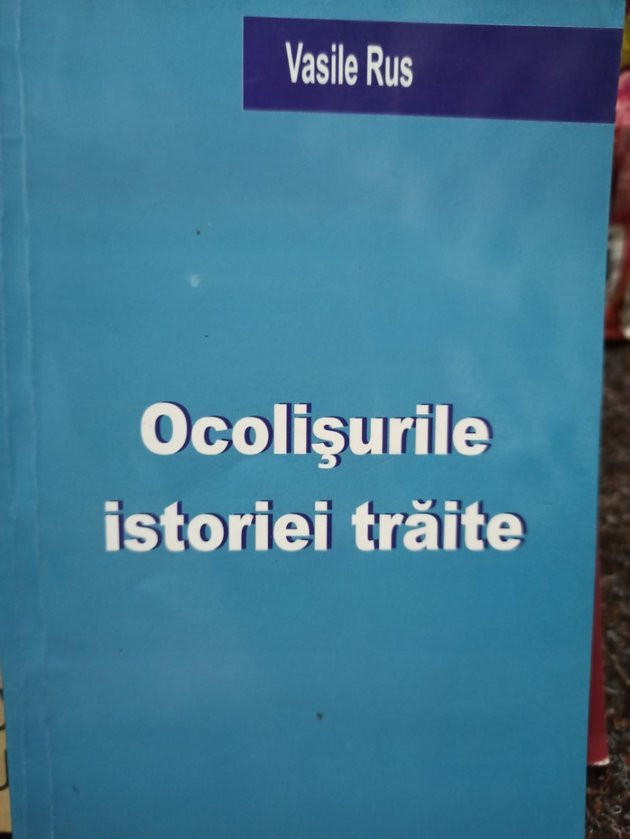 Vasile Rus
Ocolişurile
istoriei trăite